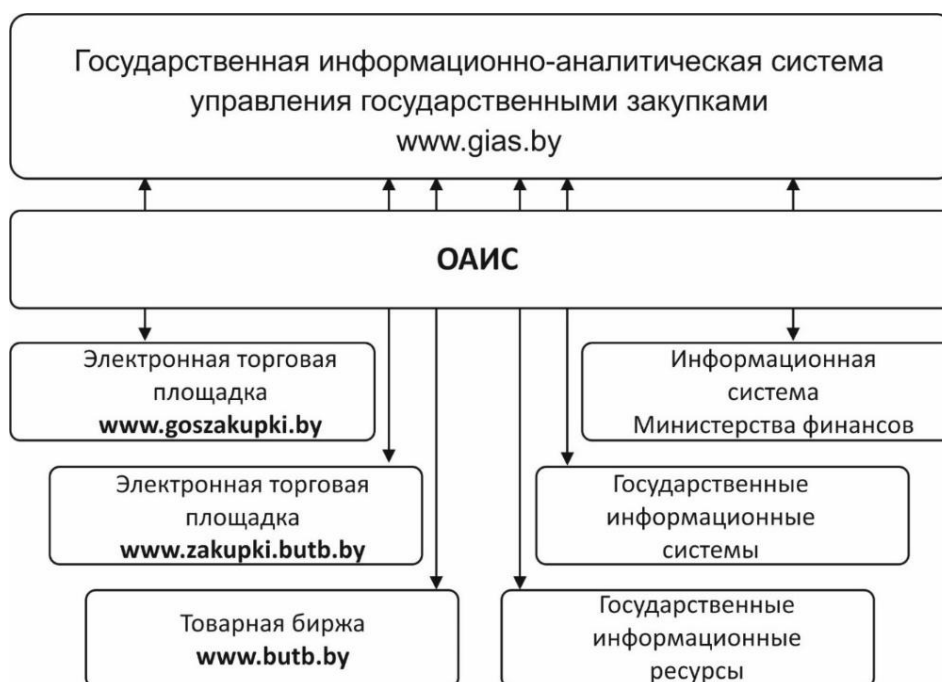 Государственная информационно-аналитическая система
управления государственными закупками
www.gias.by
ОАИС
Электронная торговая
площадка
www.goszakupki.by
Информационная
система
Министерства финансов
Электронная торговая
площадка
www.zakupki.butb.by
Государственные
информационные
системы
Товарная биржа
www.butb.by
Государственные
информационные
ресурсы